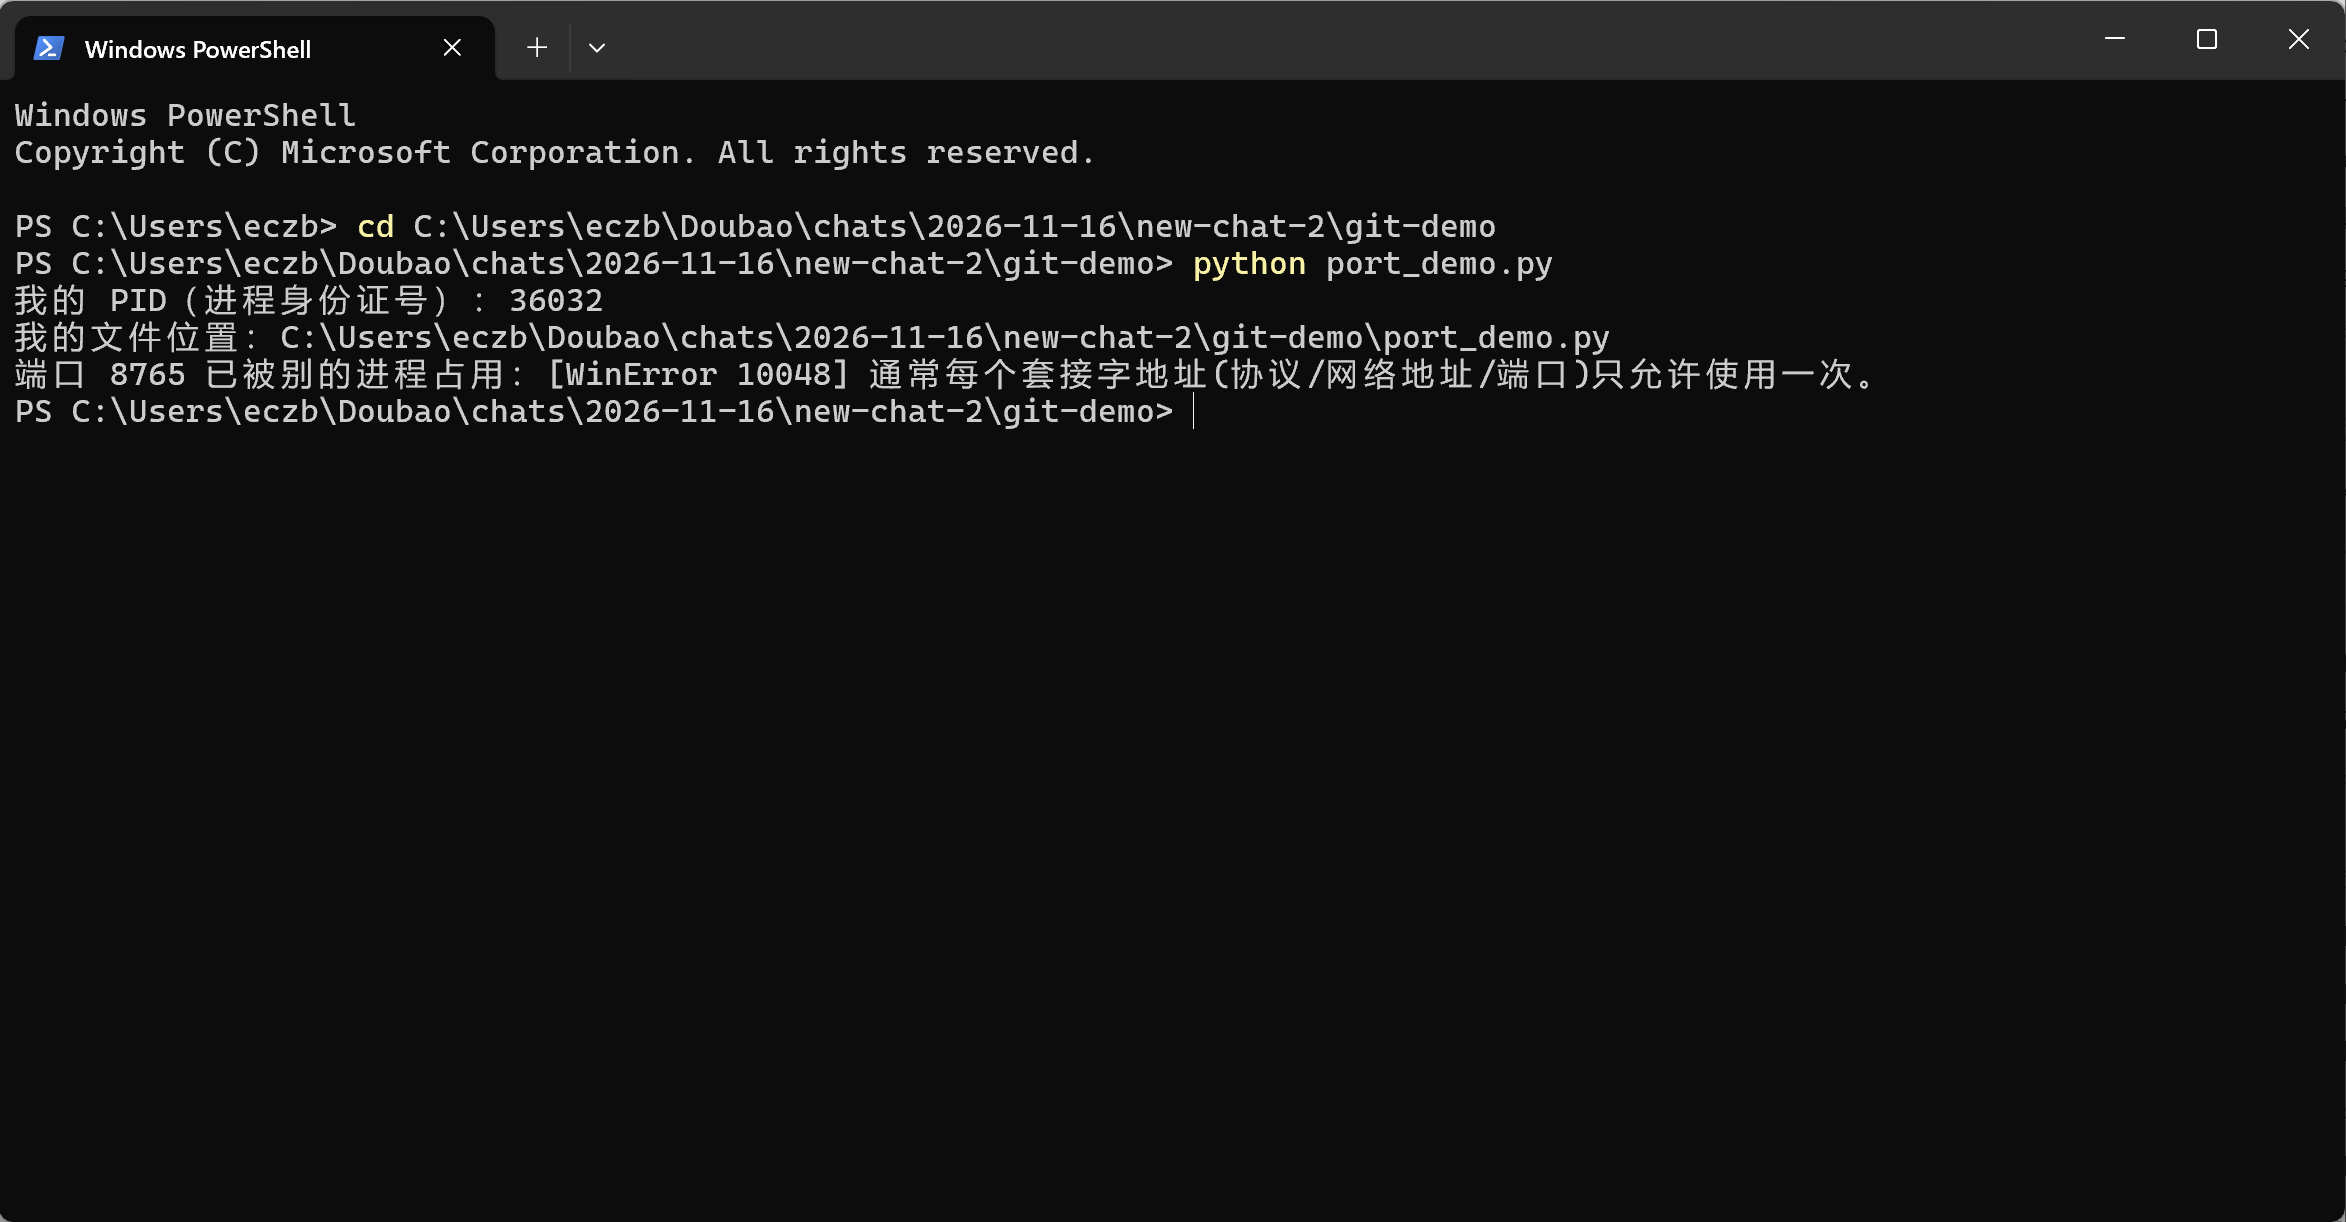 Windows PowerShell
Windows PowerShell
Copyright (C) Microsoft Corporation. All rights reserved.
PS C:\Users\eczb> cd C:\Users\eczb\Doubao\chats\2026-11-16\new-chat-2\git-demo
PS C:\Users\eczb\Doubao\chats\2026-11-16\new-chat-2\git-demo> python port_demo.py
我的 PID（进程身份证号）：36032
我的文件位置：C:\Users\eczb\Doubao\chats\2026-11-16\new-chat-2\git-demo\port_demo.py
端口 8765 已被别的进程占用：[WinError 10048] 通常每个套接字地址(协议/网络地址/端口)只允许使用一次。
PS C:\Users\eczb\Doubao\chats\2026-11-16\new-chat-2\git-demo>